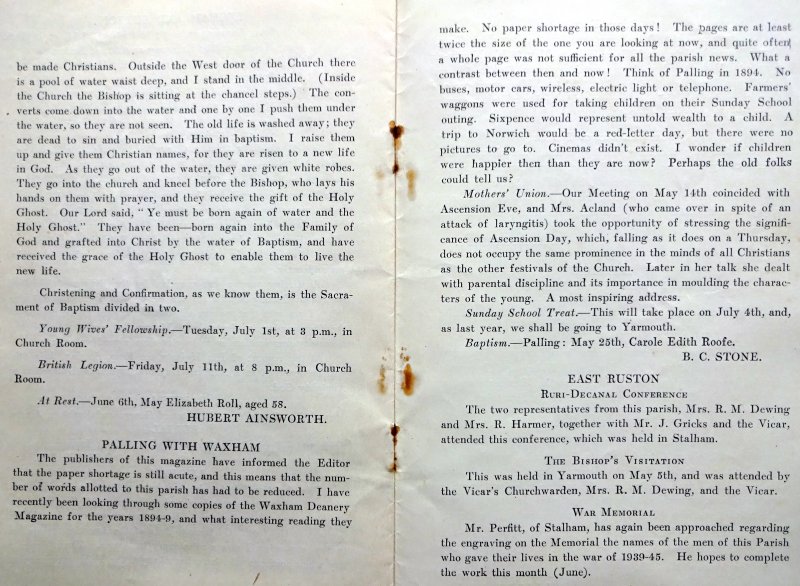 be made Christians. Outside the West door of the Church there
is a pool of water waist deep, and I stand in the middle. (Inside
the Church the Bishop is sitting at the chancel steps.) The con-
verts come down into the water and one by one I push them under
the water, so they are not seen. The old life is washed away; they
are dead to sin and buried with Him in baptism. I raise them
up and give them Christian names, for they are risen to a new life
in God. As they go out of the water, they are given white robes.
They go into the church and kneel before the Bishop, who lays his
hands on them with prayer, and they receive the gift of the Holy
Ghost. Our Lord said, "Ye must be born again of water and the
Holy Ghost." They have been—born again into the Family of
God and grafted into Christ by the water of Baptism, and have
received the grace of the Holy Ghost to enable them to live the
new life.
Christening and Confirmation, as we know them, is the Sacra-
ment of Baptism divided in two.
Young Wives' Fellowship.—Tuesday, July 1st, at 3 p.m., in
Church Room.
British Legion.—Friday, July 11th, at 8 p.m., in Church
Room.
At Rest.—June 6th, May Elizabeth Roll, aged 58.
HUBERT AINSWORTH.
PALLING WITH WAXHAM
The publishers of this magazine have informed the Editor
that the paper shortage is still acute, and this means that the num-
ber of words allotted to this parish has had to be reduced. I have
recently been looking through some copies of the Waxham Deanery
Magazine for the years 1894-9, and what interesting reading they
make. No paper shortage in those days! The pages are at least
twice the size of the one you are looking at now, and quite often
a whole page was not sufficient for all the parish news. What a
contrast between then and now! Think of Palling in 1894. No
buses, motor cars, wireless, electric light or telephone. Farmers'
waggons were used for taking children on their Sunday School
outing. Sixpence would represent untold wealth to a child. A
trip to Norwich would be a red-letter day, but there were no
pictures to go to. Cinemas didn't exist. I wonder if children
were happier then than they are now? Perhaps the old folks
could tell us?
Mothers' Union.—Our Meeting on May 14th coincided with
Ascension Eve, and Mrs. Acland (who came over in spite of an
attack of laryngitis) took the opportunity of stressing the signifi-
cance of Ascension Day, which, falling as it does on a Thursday,
does not occupy the same prominence in the minds of all Christians
as the other festivals of the Church. Later in her talk she dealt
with parental discipline and its importance in moulding the charac-
ters of the young. A most inspiring address.
Sunday School Treat.—This will take place on July 4th, and,
as last year, we shall be going to Yarmouth.
Baptism.—Palling: May 25th, Carole Edith Roofe.
B. C. STONE.
EAST RUSTON
RURI-DECANAL CONFERENCE
The two representatives from this parish, Mrs. R. M. Dewing
and Mrs. R. Harmer, together with Mr. J. Gricks and the Vicar,
attended this conference, which was held in Stalham.
THE BISHOP'S VISITATION
This was held in Yarmouth on May 5th, and was attended by
the Vicar's Churchwarden, Mrs. R. M. Dewing, and the Vicar.
WAR MEMORIAL
Mr. Perfitt, of Stalham, has again been approached regarding
the engraving on the Memorial the names of the men of this Parish
who gave their lives in the war of 1939-45. He hopes to complete
the work this month (June).